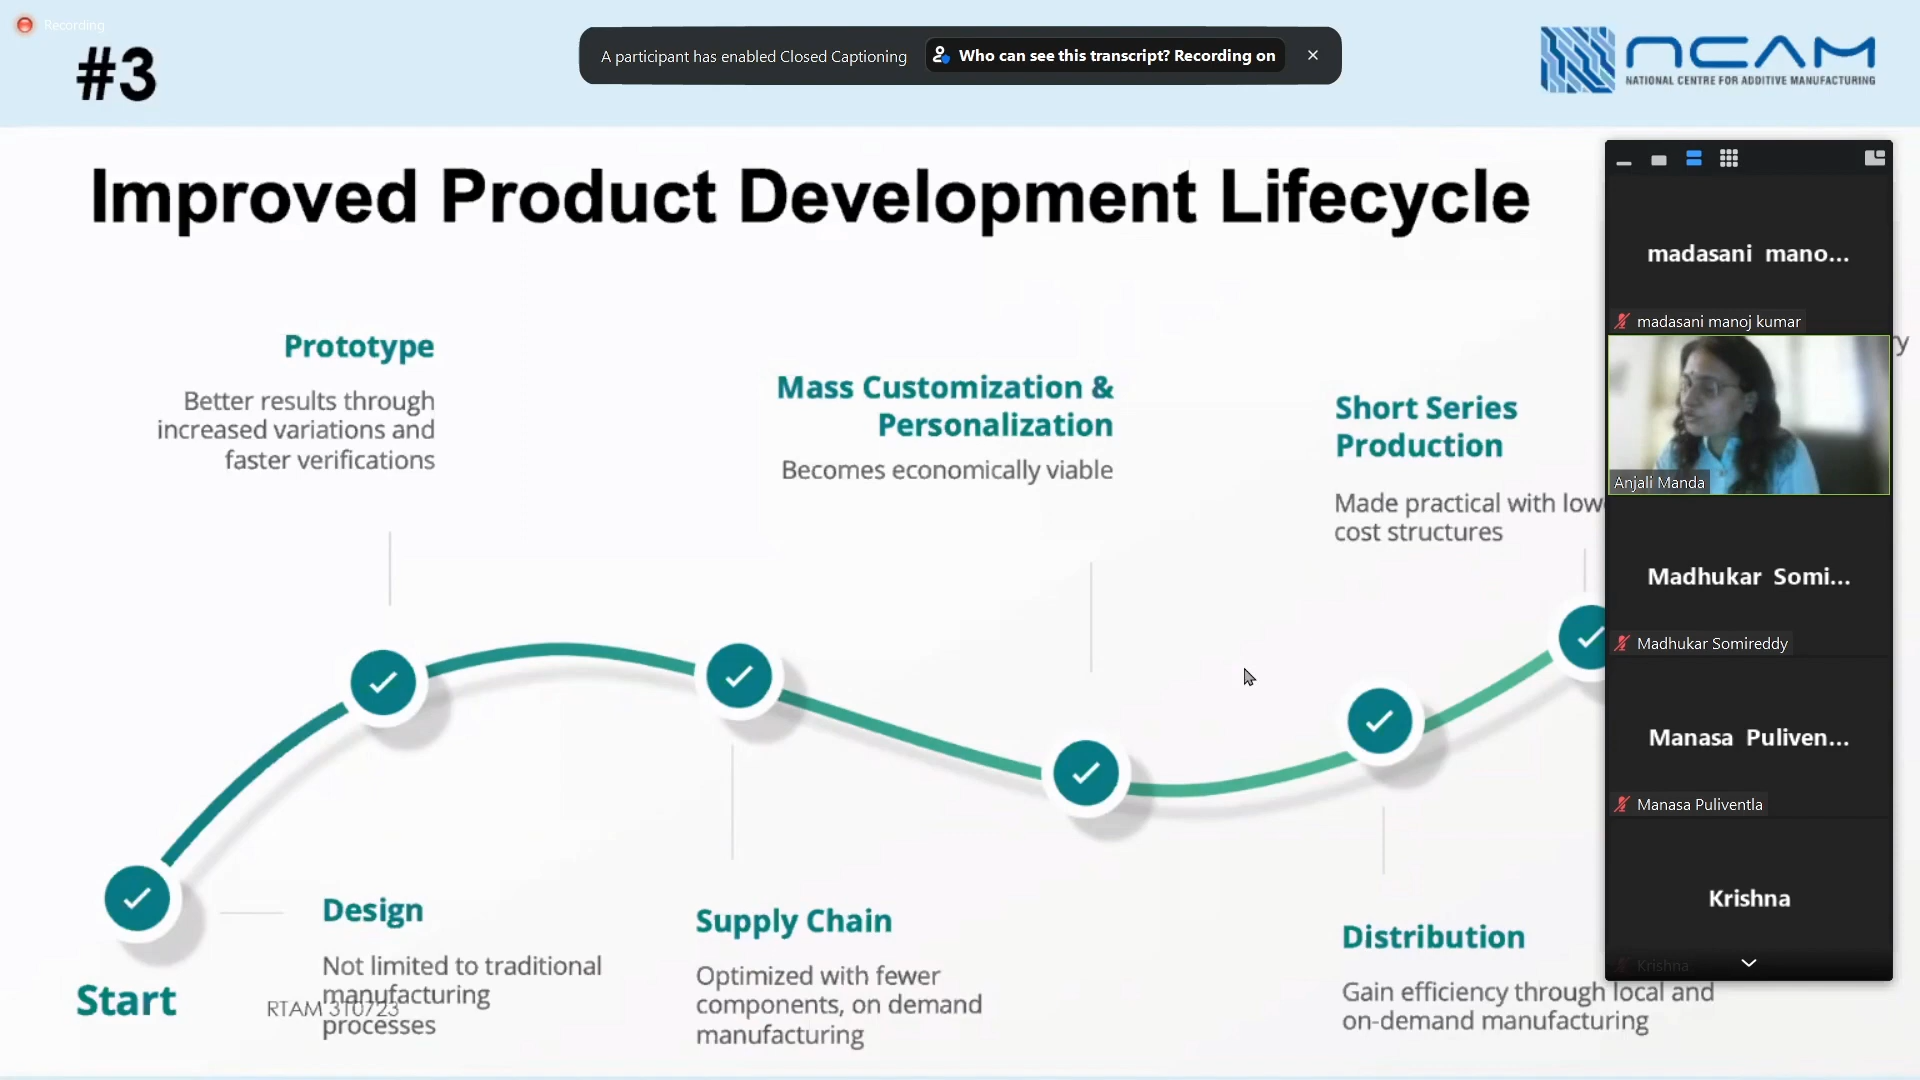 Recording
#3
A participant has enabled Closed Captioning
Who can see this transcript? Recording on
NCAM
NATIONAL CENTRE FOR ADDITIVE MANUFACTURING
Improved Product Development Lifecycle
Prototype
Better results through
increased variations and
faster verifications
Mass Customization &
Personalization
Becomes economically viable
Short Series
Production
Made practical with
cost structures
Start
Design
Not limited to traditional
manufacturing
processes
RTAM 310723
Supply Chain
Optimized with fewer
components, on demand
manufacturing
Distribution
Gain efficiency through local and
on-demand manufacturing
madasani mano...
madasani manoj kumar
Anjali Manda
Madhukar Somi...
Madhukar Somireddy
Manasa Puliven...
Manasa Puliventla
Krishna
Krishna